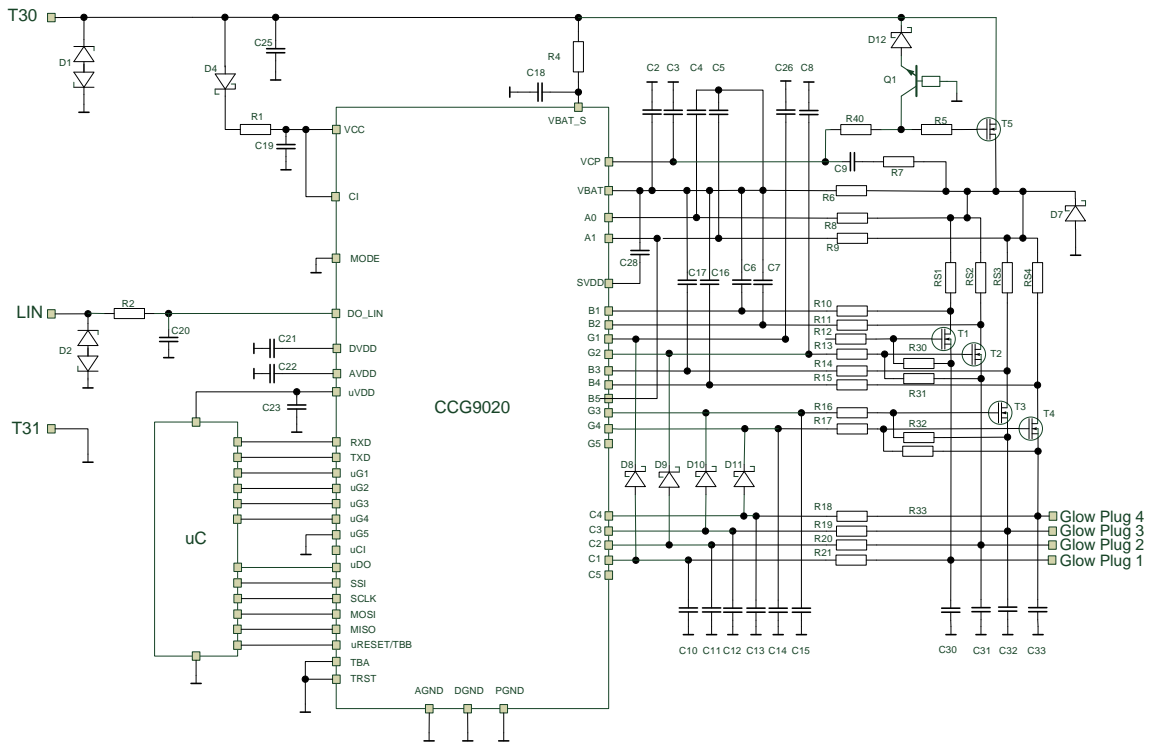 T30
D1
D4
C25
R4
C18
VBAT_S
R1
C19
VCC
CI
MODE
LIN
R2
D2
C20
DO_LIN
C21
DVDD
C22
AVDD
uVDD
C23
T31
CCG9020
uC
RXD
TXD
uG1
uG2
uG3
uG4
uG5
uCI
uDO
SSI
SCLK
MOSI
MISO
uRESET/TBB
TBA
TRST
AGND DGND PGND
C2 C3 C4 C5 C26 C8
D12
Q1
R40
R5
T5
VCP
C9
R7
VBAT
R6
D7
A0
R8
A1
R9
C28
C17 C16 C6 C7
RS1 RS2 RS3 RS4
SVDD
B1
R10
B2
R11
G1
R12
T1
G2
R13
R30
T2
B3
R14
B4
R15
R31
B5
G3
R16
T3
G4
R17
R32
T4
G5
D8 D9 D10 D11
C4
R18
R33
Glow Plug 4
C3
R19
Glow Plug 3
C2
R20
Glow Plug 2
C1
R21
Glow Plug 1
C5
C10 C11 C12 C13 C14 C15 C30 C31 C32 C33